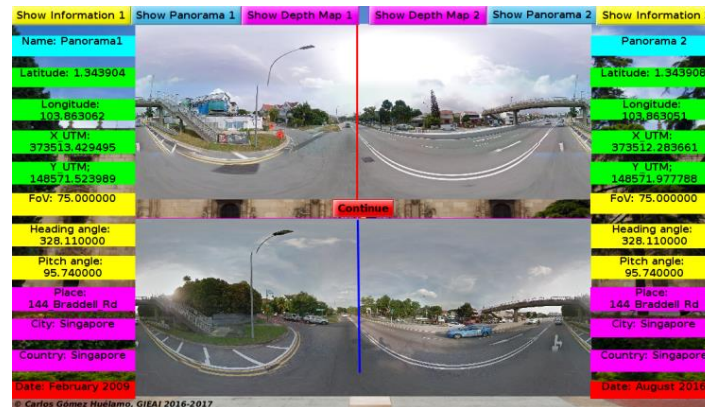 Show Information 1 Show Panorama 1 Show Depth Map 1 Show Depth Map 2 Show Panorama 2 Show Information
Name: Panorama1
Latitude: 1.343904
Longitude:
103.863062
X UTM:
373513.429495
Y UTM;
148571.523989
FoV: 75.000000
Heading angle:
328.110000
Pitch angle:
95.740000
Place:
144 Braddell Rd
City: Singapore
Country: Singapore
Date: February 2009
Continue
Panorama 2
Latitude: 1.343908
Longitude:
103.863051
X UTM:
373512.283661
Y UTM;
148571.977788
FoV: 75.000000
Heading angle:
328.110000
Pitch angle:
95.740000
Place:
144 Braddell Rd
City: Singapore
Country: Singapore
Date: August 2016
© Carlos Gómez Huélamo. GIEAI 2016-2017